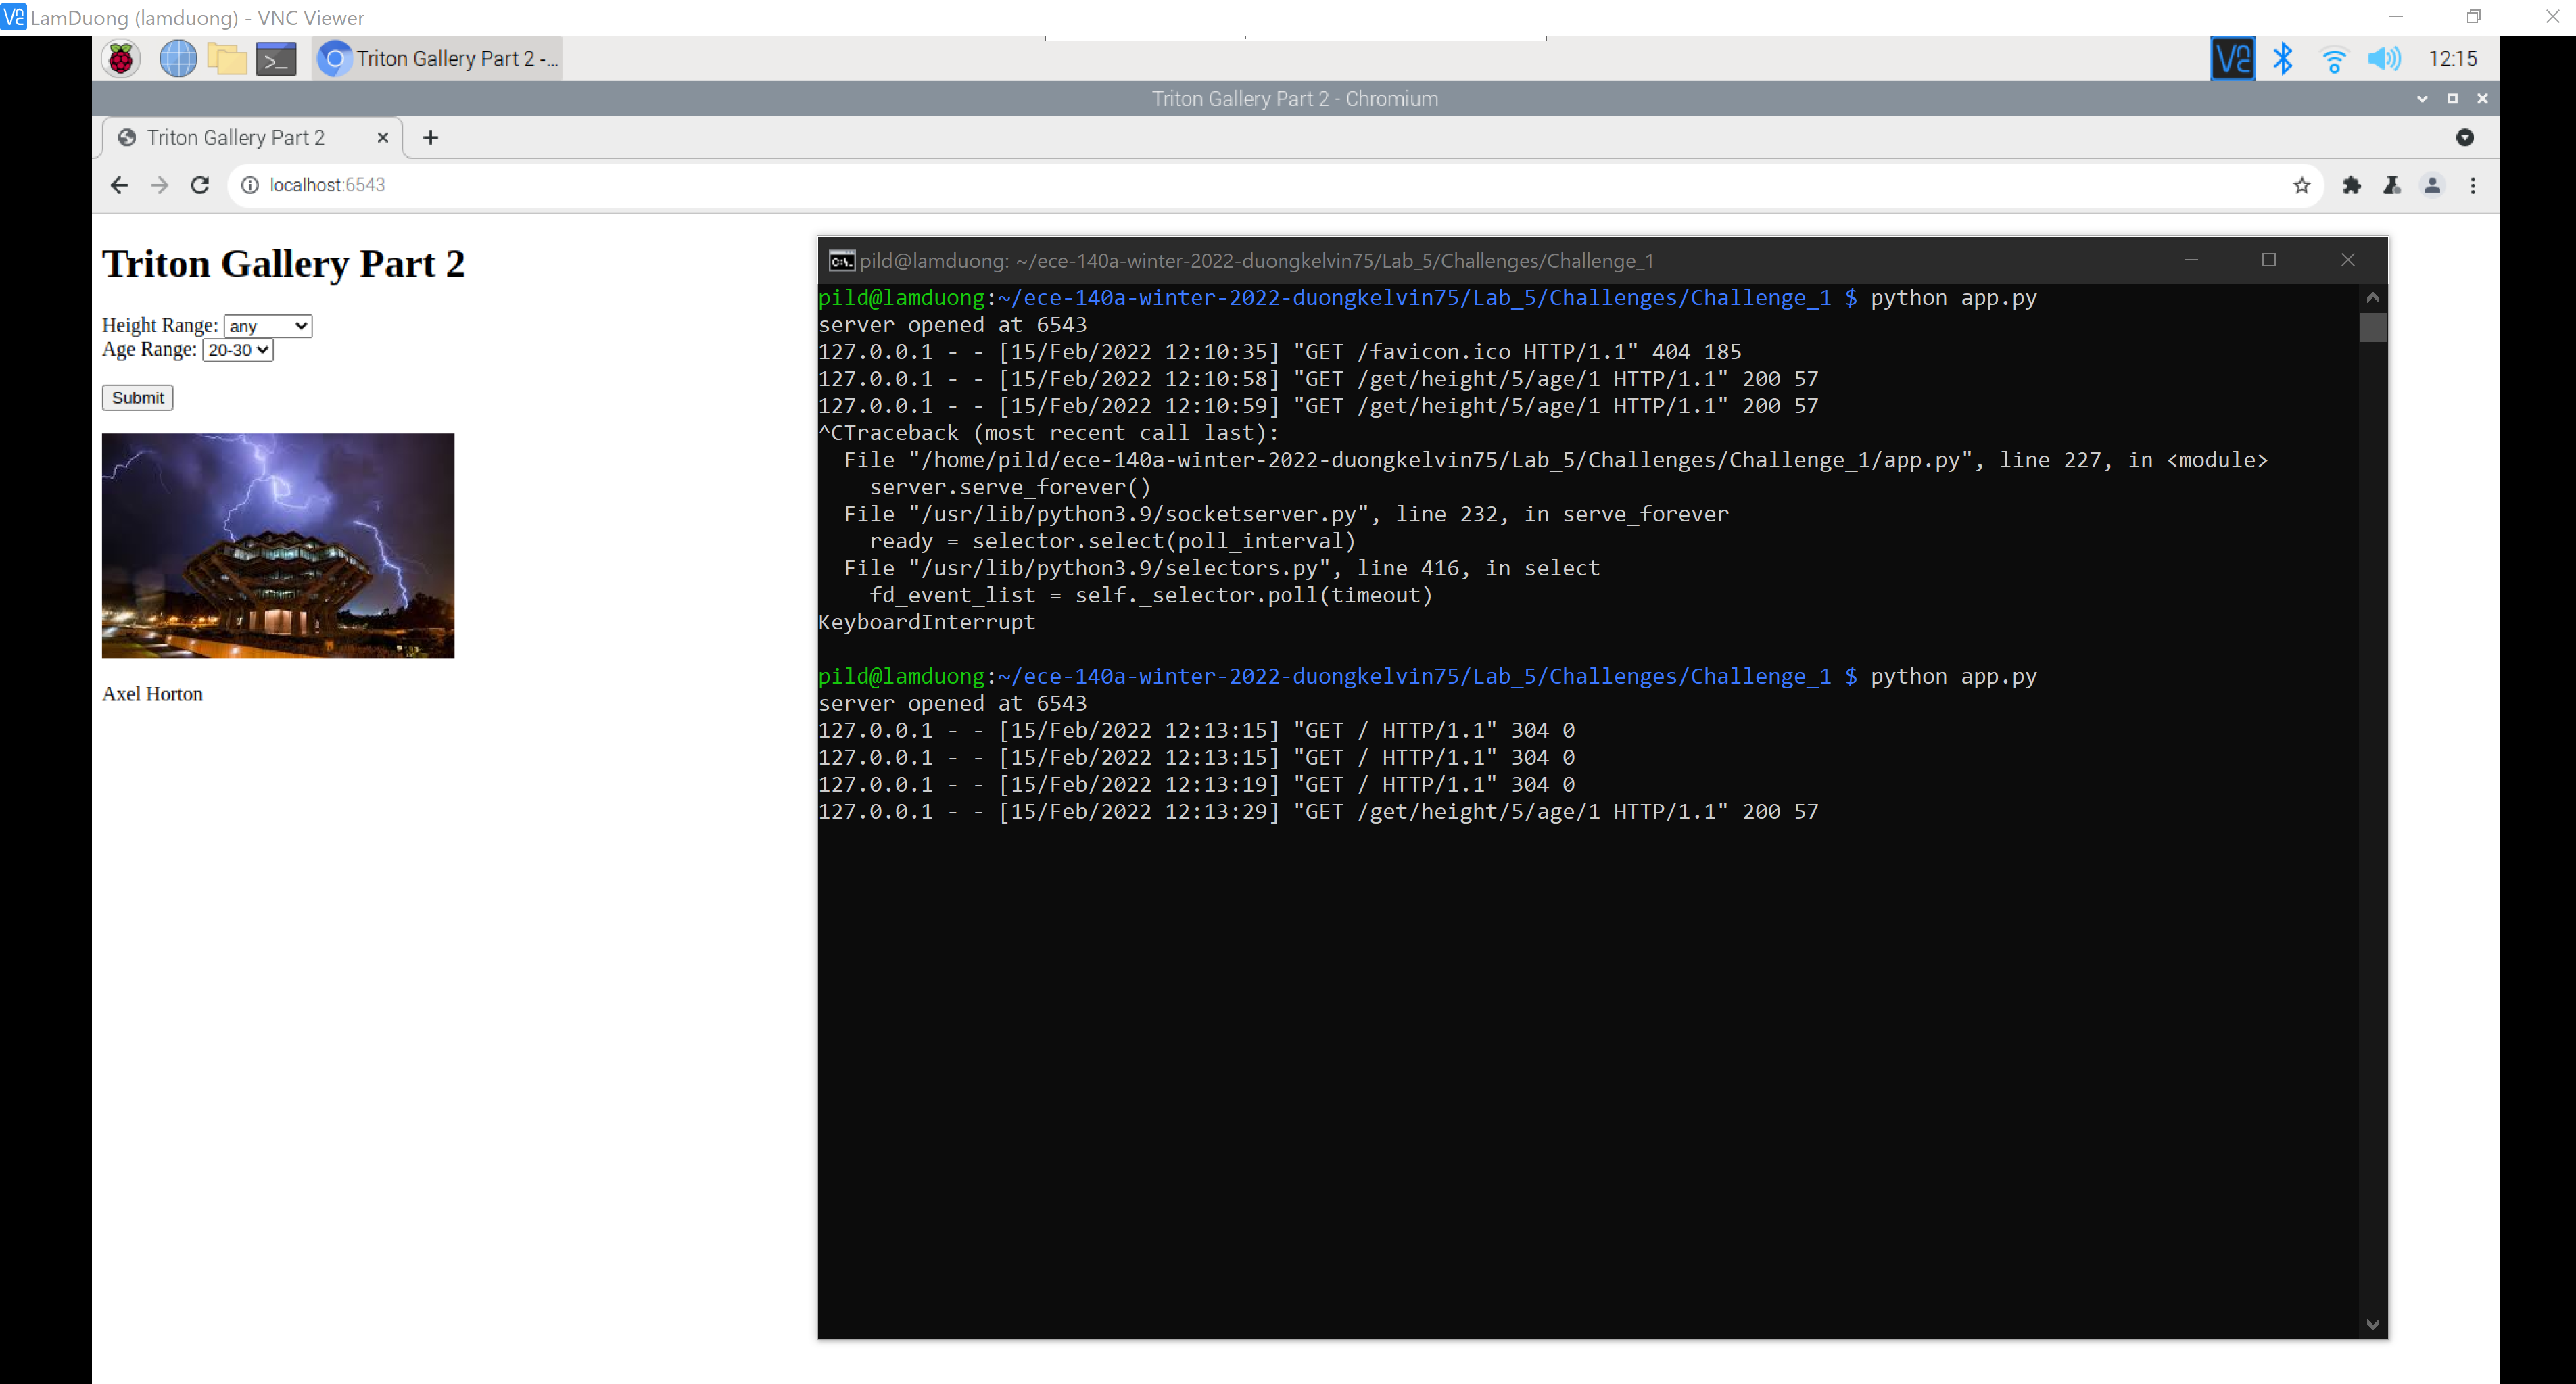 LamDuong (lamduong) - VNC Viewer
Triton Gallery Part 2 -...
12:15
Triton Gallery Part 2 - Chromium
Triton Gallery Part 2
localhost:6543
Triton Gallery Part 2
Height Range: any
Age Range: 20-30
Submit
Axel Horton
pild@lamduong: ~/ece-140a-winter-2022-duongkelvin75/Lab_5/Challenges/Challenge_1
pild@lamduong:~/ece-140a-winter-2022-duongkelvin75/Lab_5/Challenges/Challenge_1 $ python app.py
server opened at 6543
127.0.0.1 - - [15/Feb/2022 12:10:35] "GET /favicon.ico HTTP/1.1" 404 185
127.0.0.1 - - [15/Feb/2022 12:10:58] "GET /get/height/5/age/1 HTTP/1.1" 200 57
127.0.0.1 - - [15/Feb/2022 12:10:59] "GET /get/height/5/age/1 HTTP/1.1" 200 57
^CTraceback (most recent call last):
  File "/home/pild/ece-140a-winter-2022-duongkelvin75/Lab_5/Challenges/Challenge_1/app.py", line 227, in <module>
    server.serve_forever()
  File "/usr/lib/python3.9/socketserver.py", line 232, in serve_forever
    ready = selector.select(poll_interval)
  File "/usr/lib/python3.9/selectors.py", line 416, in select
    fd_event_list = self._selector.poll(timeout)
KeyboardInterrupt
pild@lamduong:~/ece-140a-winter-2022-duongkelvin75/Lab_5/Challenges/Challenge_1 $ python app.py
server opened at 6543
127.0.0.1 - - [15/Feb/2022 12:13:15] "GET / HTTP/1.1" 304 0
127.0.0.1 - - [15/Feb/2022 12:13:15] "GET / HTTP/1.1" 304 0
127.0.0.1 - - [15/Feb/2022 12:13:19] "GET / HTTP/1.1" 304 0
127.0.0.1 - - [15/Feb/2022 12:13:29] "GET /get/height/5/age/1 HTTP/1.1" 200 57